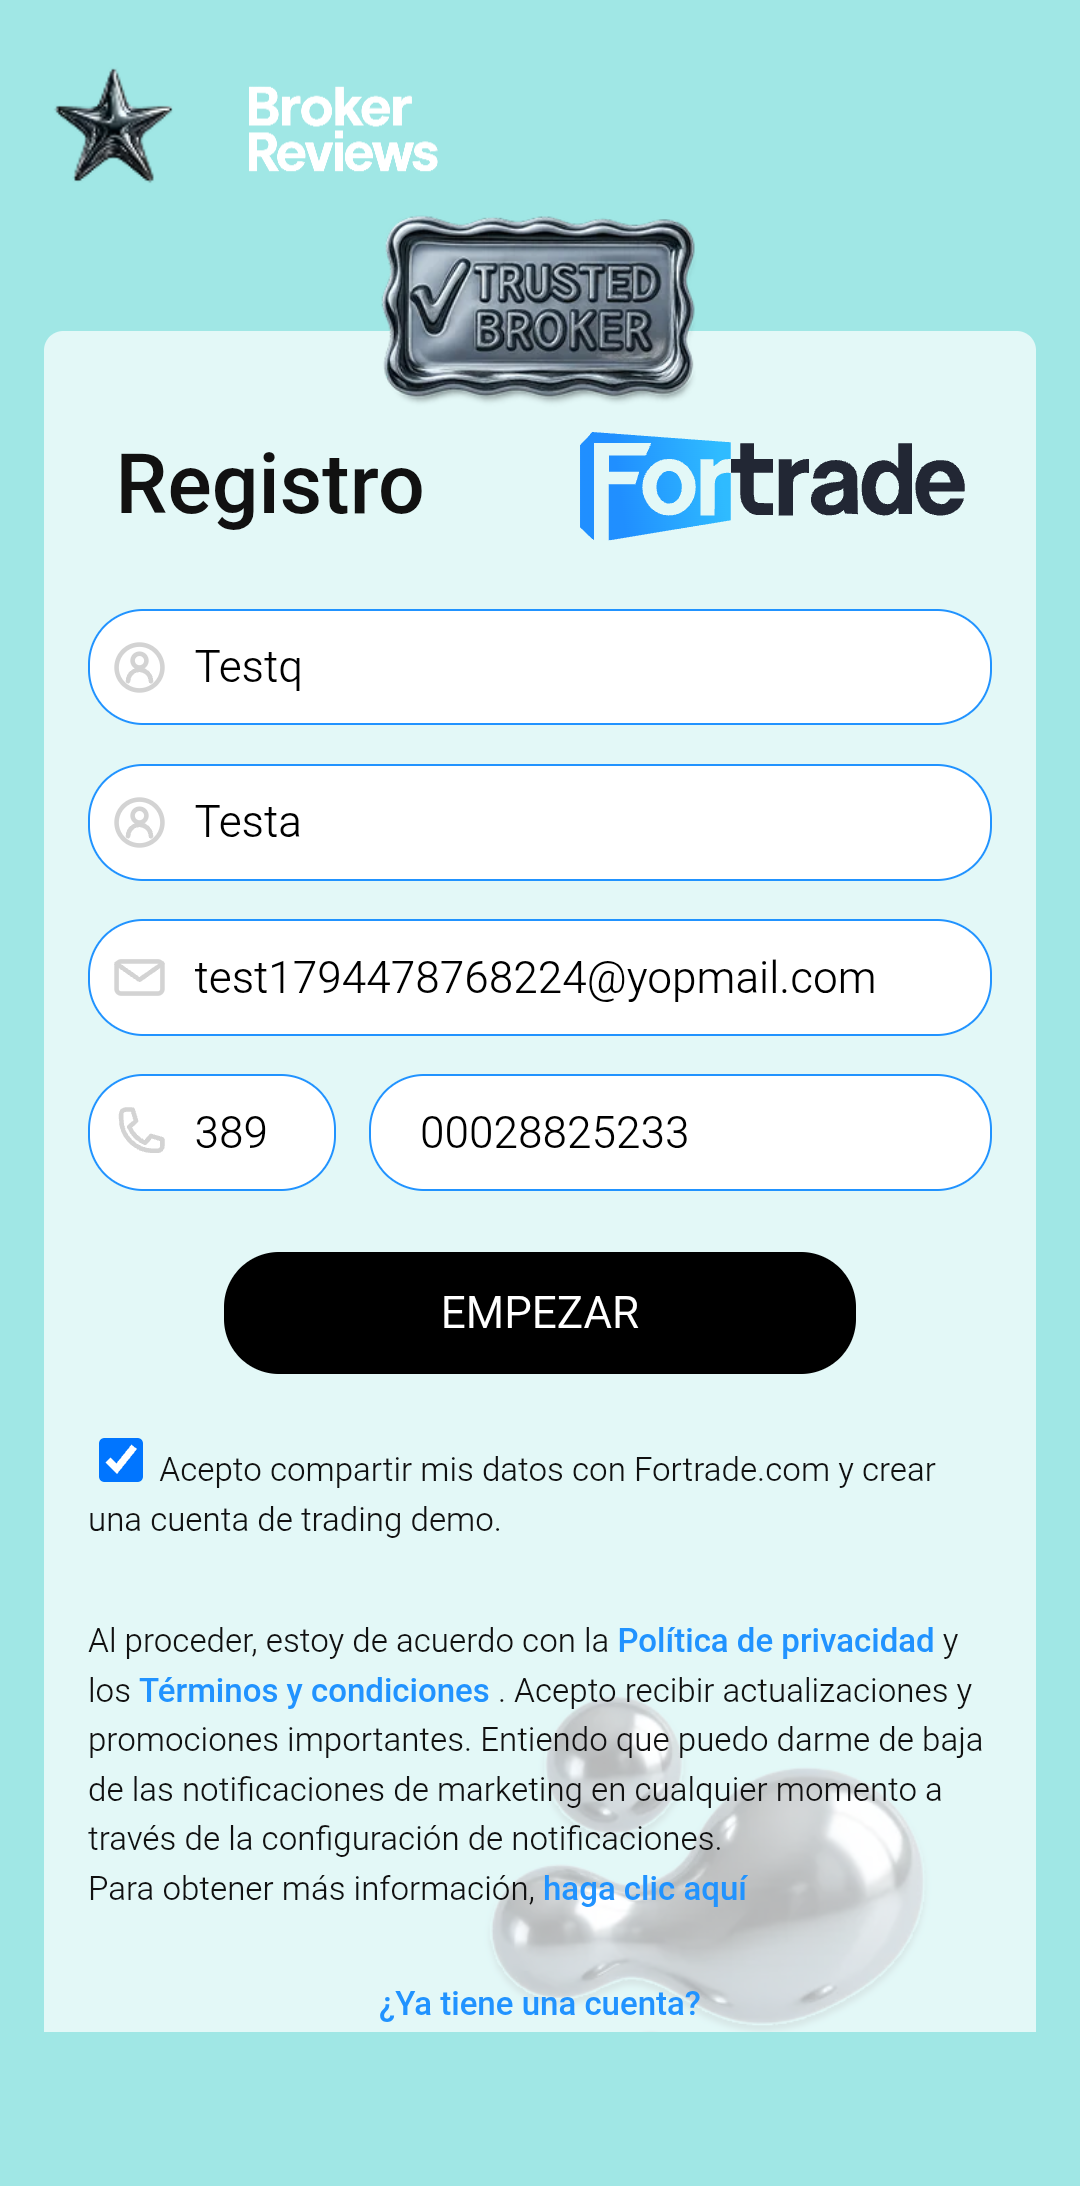 Broker
Reviews
TRUSTED
BROKER
Registro
Fortrade
Testq
Testa
test1794478768224@yopmail.com
389
00028825233
EMPEZAR
Acepto compartir mis datos con Fortrade.com y crear
una cuenta de trading demo.
Al proceder, estoy de acuerdo con la Política de privacidad y
los Términos y condiciones . Acepto recibir actualizaciones y
promociones importantes. Entiendo que puedo darme de baja
de las notificaciones de marketing en cualquier momento a
través de la configuración de notificaciones.
Para obtener más información, haga clic aquí
¿Ya tiene una cuenta?